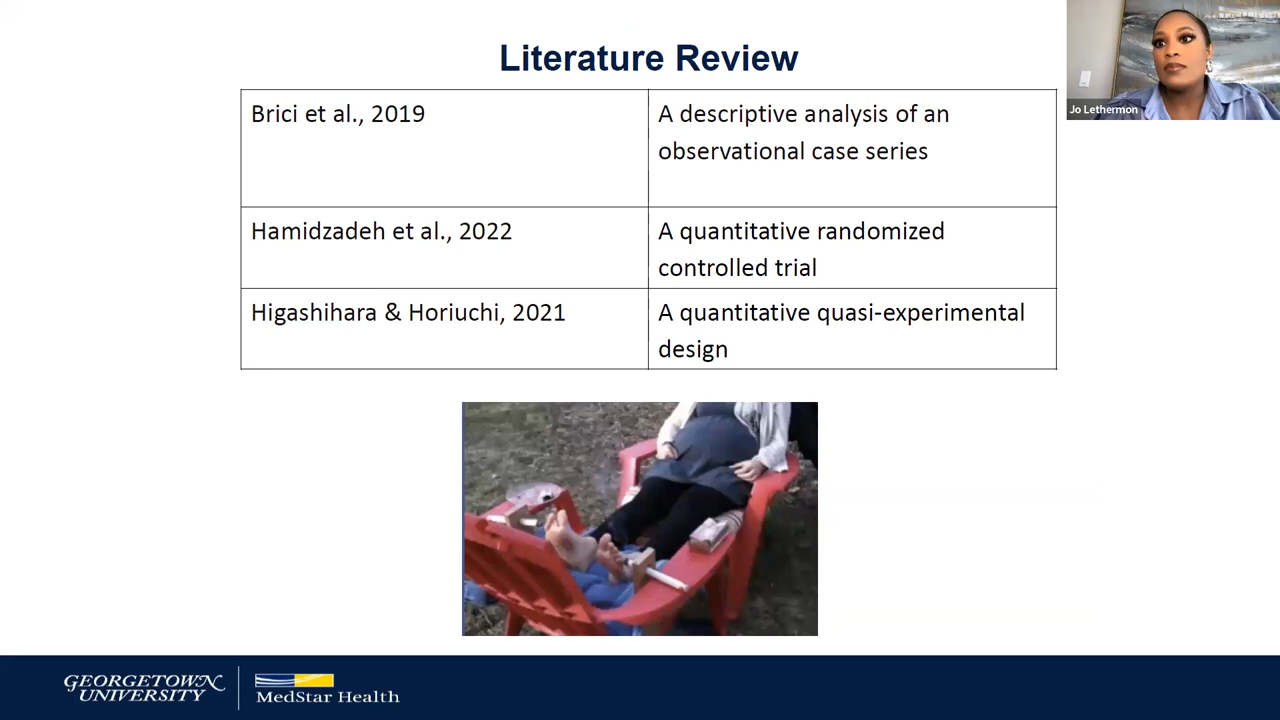 Literature Review
Jo Lethermon
Brici et al., 2019
A descriptive analysis of an
observational case series
Hamidzadeh et al., 2022
A quantitative randomized
controlled trial
Higashihara & Horiuchi, 2021
A quantitative quasi-experimental
design
GEORGETOWN
UNIVERSITY
MedStar Health